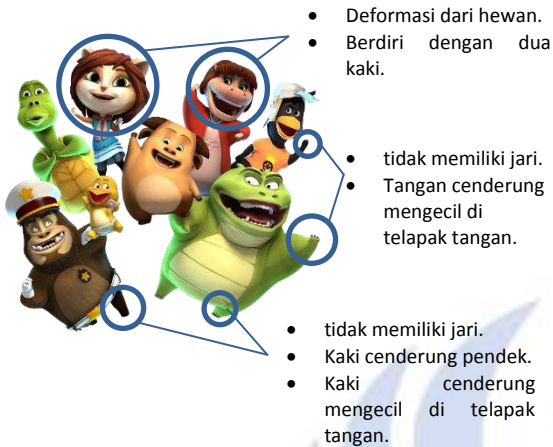 • Deformasi dari hewan.
• Berdiri dengan dua
kaki.
• tidak memiliki jari.
• Tangan cenderung
mengecil di
telapak tangan.
• tidak memiliki jari.
• Kaki cenderung pendek.
• Kaki cenderung
mengecil di telapak
tangan.